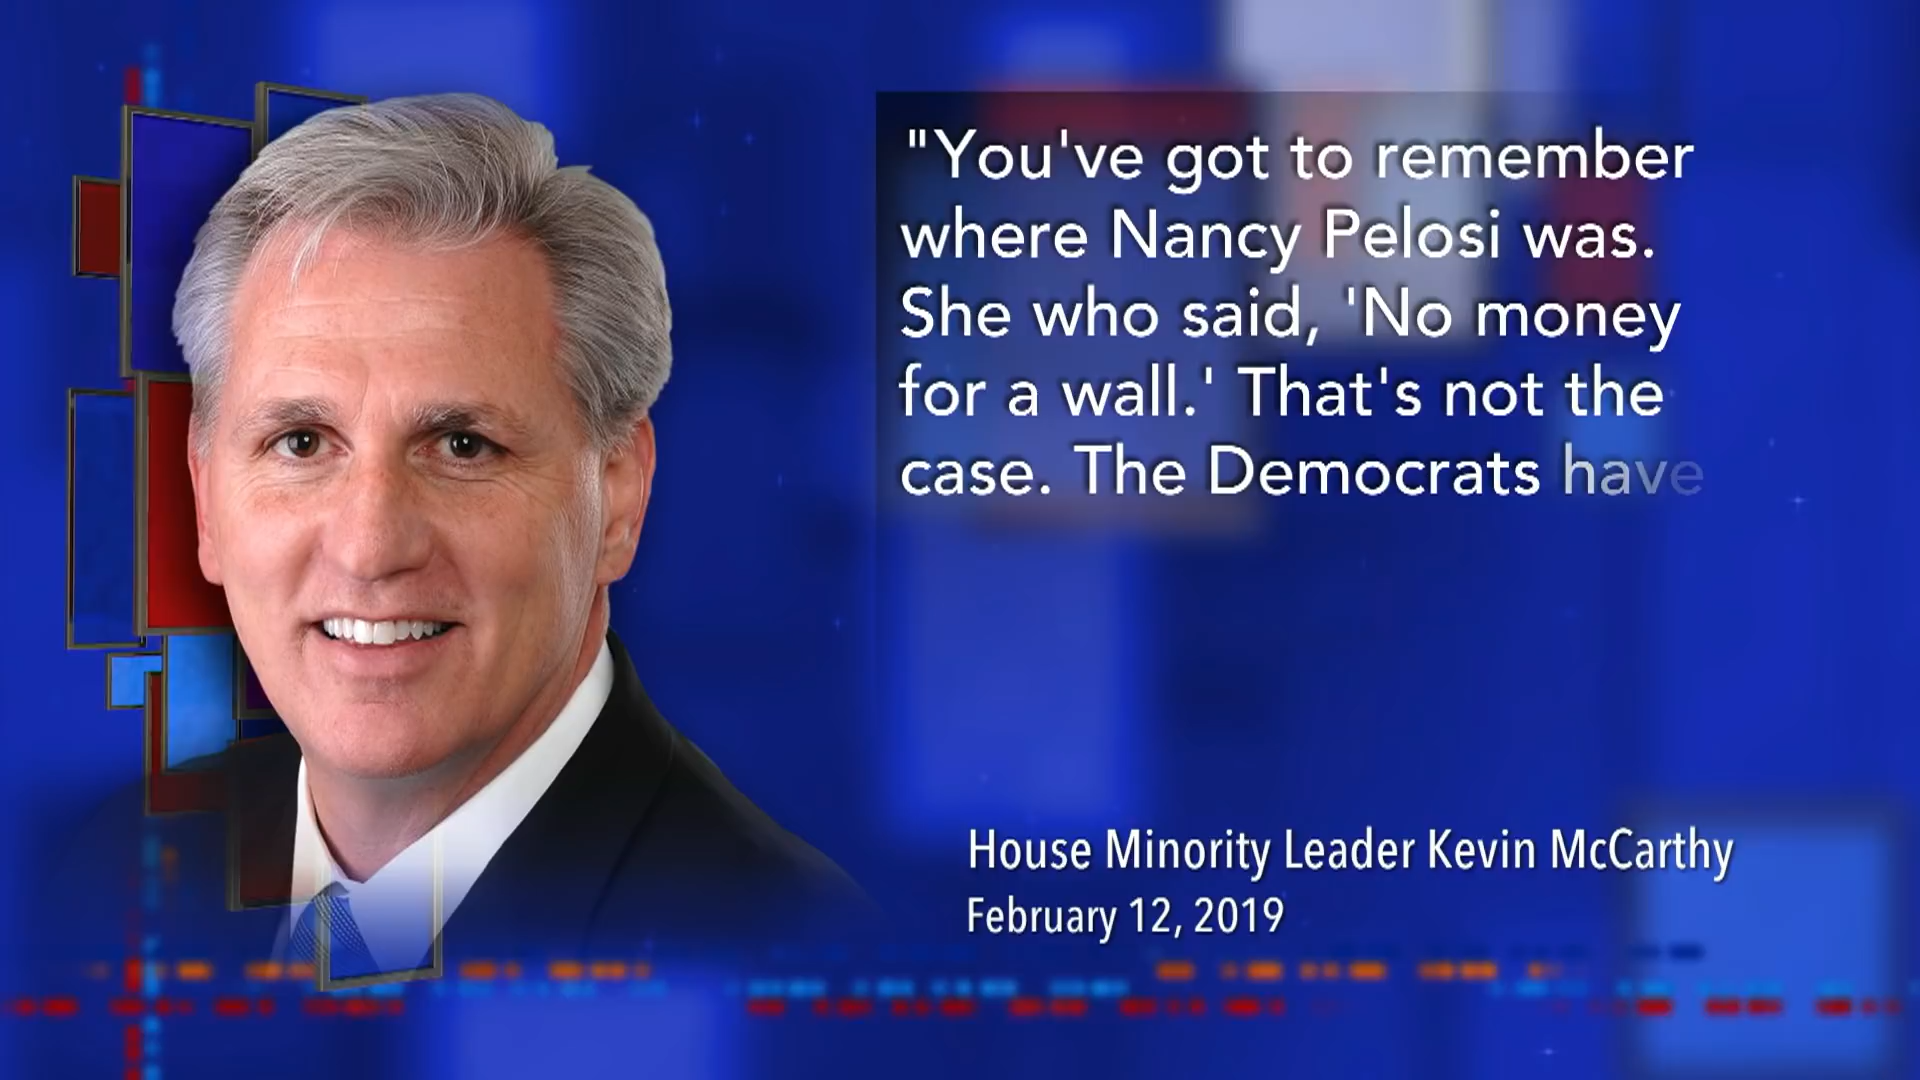 "You've got to remember
where Nancy Pelosi was.
She who said, 'No money
for a wall.' That's not the
case. The Democrats have
House Minority Leader Kevin McCarthy
February 12, 2019